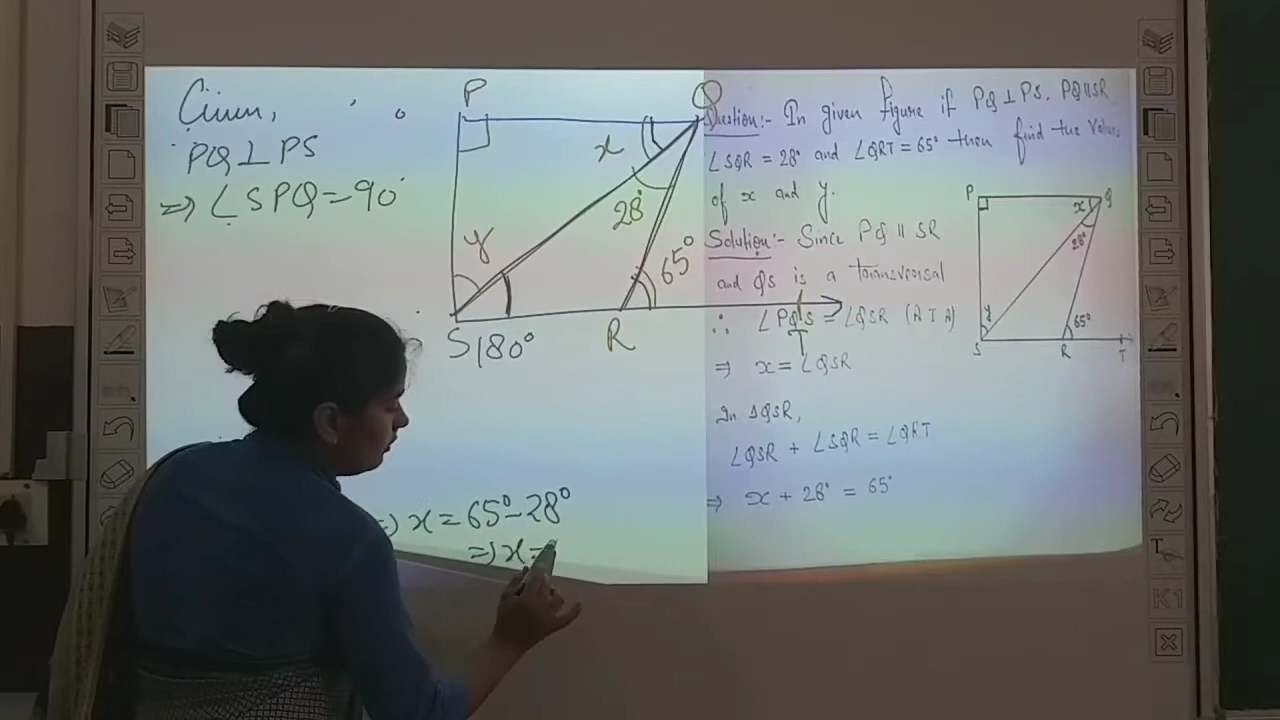 Given,
PQ⊥PS
⇒ ∠SPQ=90°
P
Q
x
28°
y
65°
S
180°
R
T
⇒ x = 65° - 28°
⇒ x =
Question:- In given figure if PQ ⊥ PS, PQ∥SR
∠SQR = 28° and ∠QRT = 65° then find the values
of x and y.
Solution:- Since PQ ∥ SR
and QS is a transversal
∴ ∠PQS = ∠QSR (A I A)
⇒ x = ∠QSR
In ΔQSR,
∠QSR + ∠SQR = ∠QRT
⇒ x + 28° = 65°
P
Q
x
28°
y
65°
S
R
T
T
K1